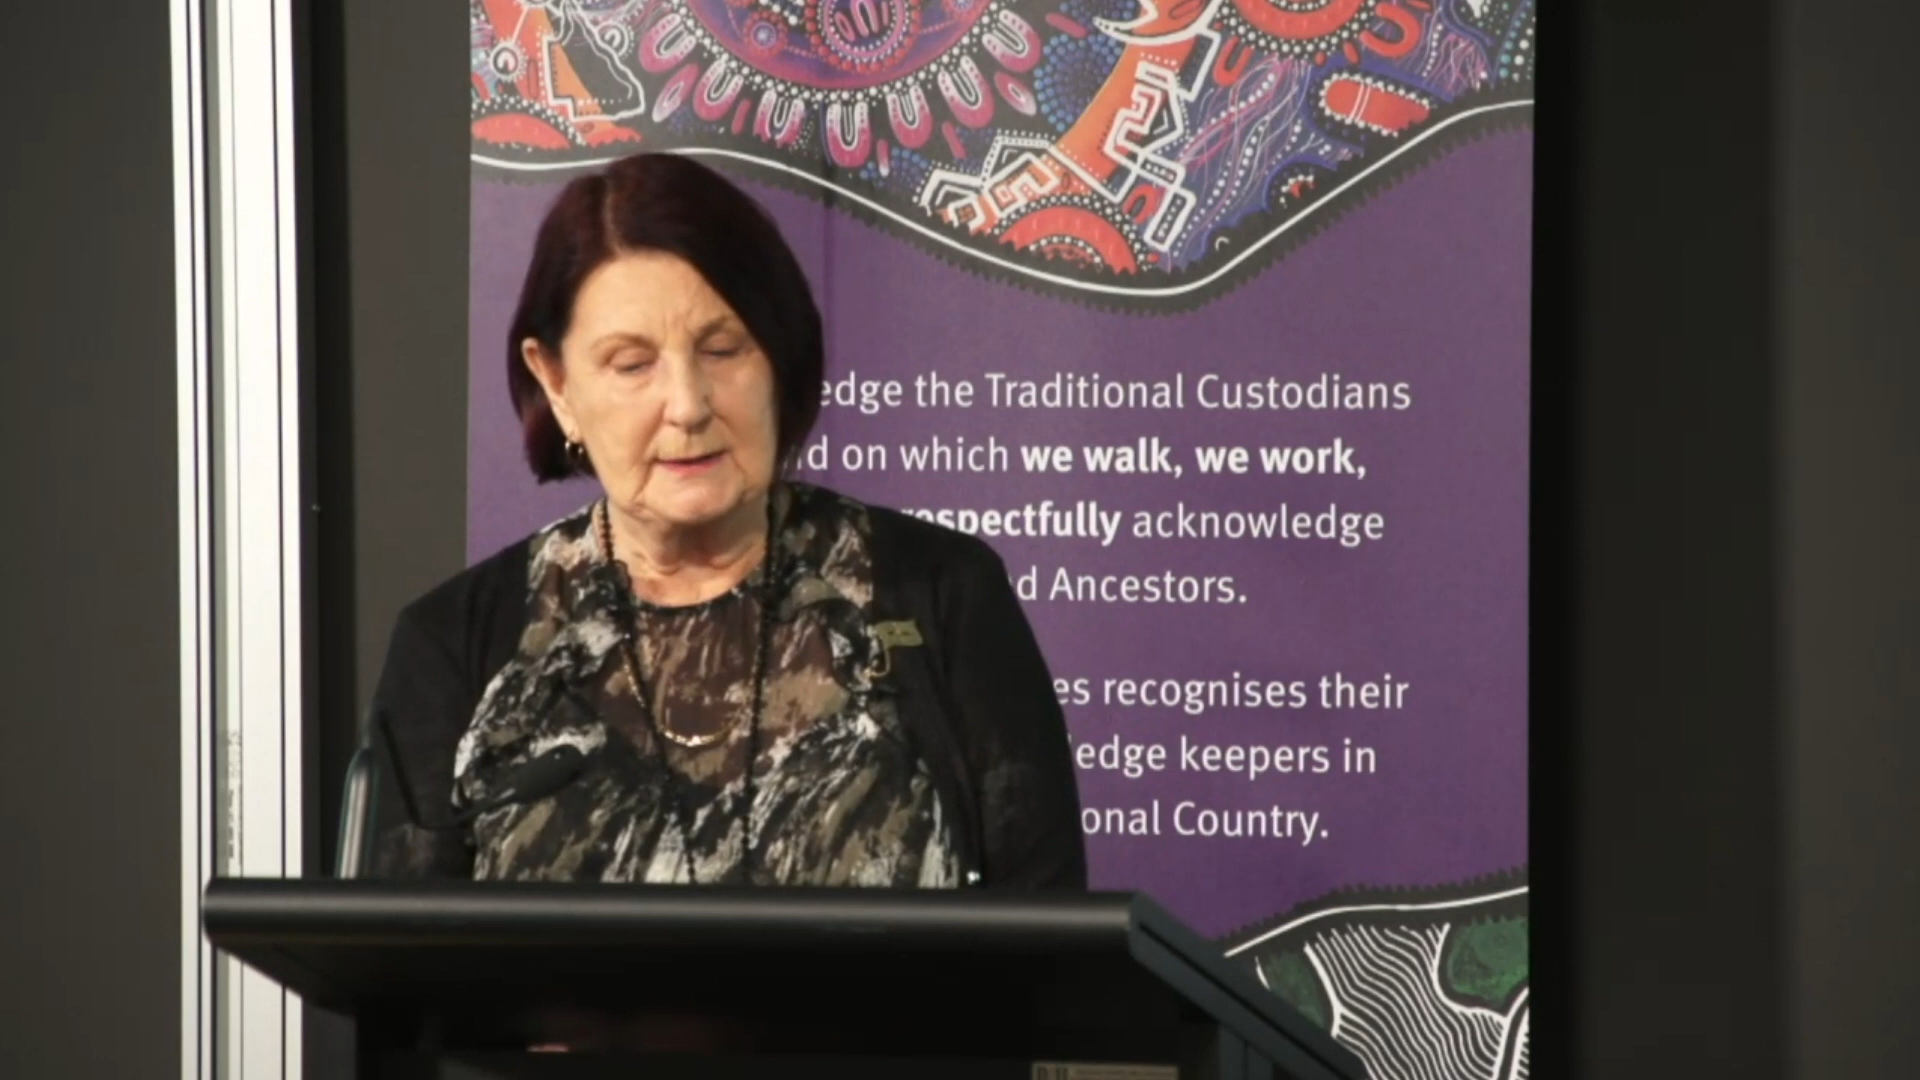 edge the Traditional Custodians
d on which we walk, we work,
respectfully acknowledge
d Ancestors.
es recognises their
edge keepers in
onal Country.